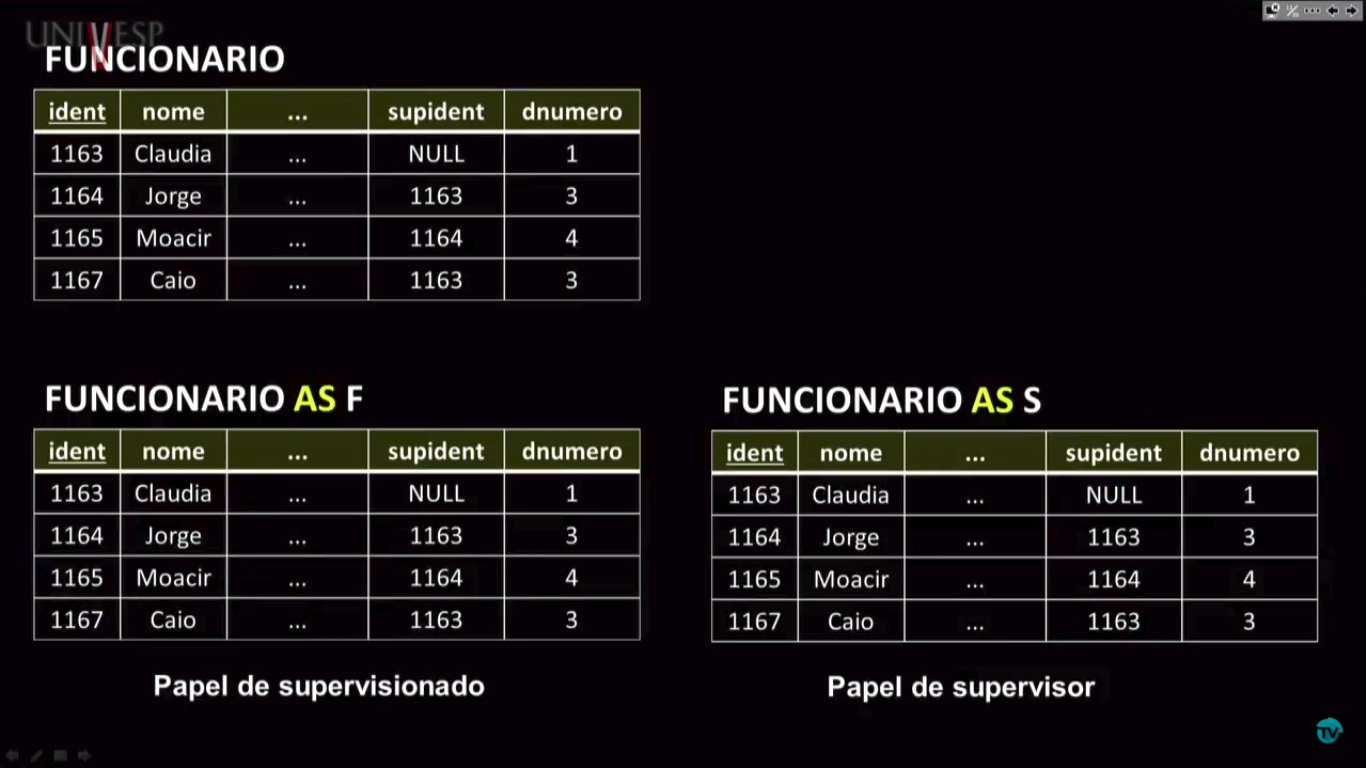 UNIVESP
FUNCIONARIO
ident nome ... supident dnumero
1163 Claudia ... NULL 1
1164 Jorge ... 1163 3
1165 Moacir ... 1164 4
1167 Caio ... 1163 3
FUNCIONARIO AS F
ident nome ... supident dnumero
1163 Claudia ... NULL 1
1164 Jorge ... 1163 3
1165 Moacir ... 1164 4
1167 Caio ... 1163 3
Papel de supervisionado
FUNCIONARIO AS S
ident nome ... supident dnumero
1163 Claudia ... NULL 1
1164 Jorge ... 1163 3
1165 Moacir ... 1164 4
1167 Caio ... 1163 3
Papel de supervisor
TV